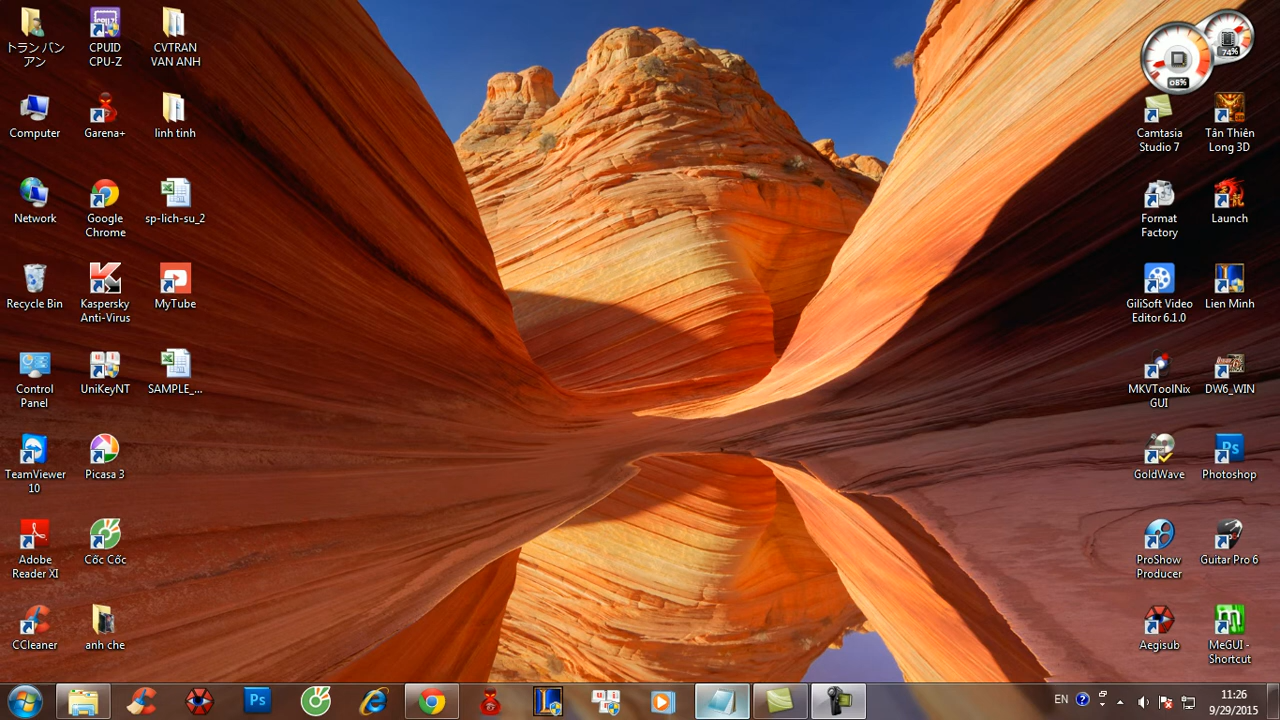 トラン バン
アン
CPUID
CPU-Z
CVTRAN
VAN ANH
Computer
Garena+
linh tinh
Network
Google
Chrome
sp-lich-su_2
Recycle Bin
Kaspersky
Anti-Virus
MyTube
Control
Panel
UniKeyNT
SAMPLE_...
TeamViewer
10
Picasa 3
Adobe
Reader XI
Cốc Cốc
CCleaner
anh che
74%
08%
Camtasia
Studio 7
Tân Thiên
Long 3D
Format
Factory
Launch
GiliSoft Video
Editor 6.1.0
Lien Minh
MKVToolNix
GUI
DW6_WIN
GoldWave
Photoshop
ProShow
Producer
Guitar Pro 6
Aegisub
MeGUI -
Shortcut
EN
11:26
9/29/2015